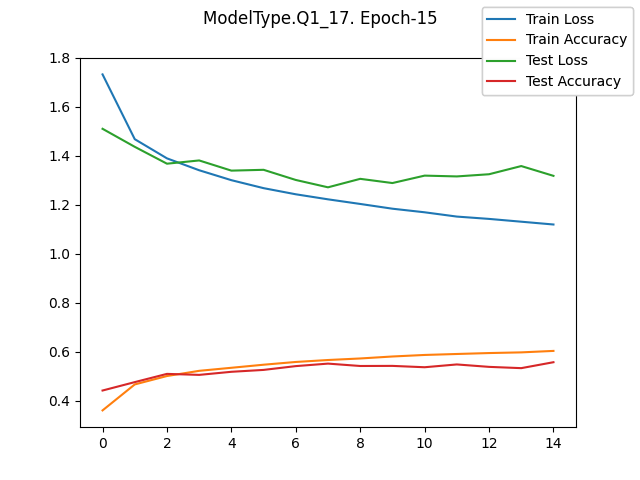 ModelType.Q1_17. Epoch-15
Train Loss
Train Accuracy
Test Loss
Test Accuracy
1.8
1.6
1.4
1.2
1.0
0.8
0.6
0.4
0 2 4 6 8 10 12 14